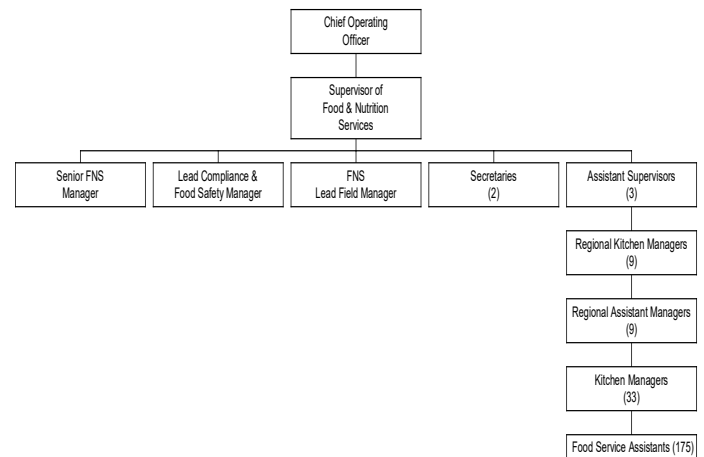 Chief Operating
Officer
Supervisor of
Food & Nutrition
Services
Senior FNS
Manager
Lead Compliance &
Food Safety Manager
FNS
Lead Field Manager
Secretaries
(2)
Assistant Supervisors
(3)
Regional Kitchen Managers
(9)
Regional Assistant Managers
(9)
Kitchen Managers
(33)
Food Service Assistants (175)